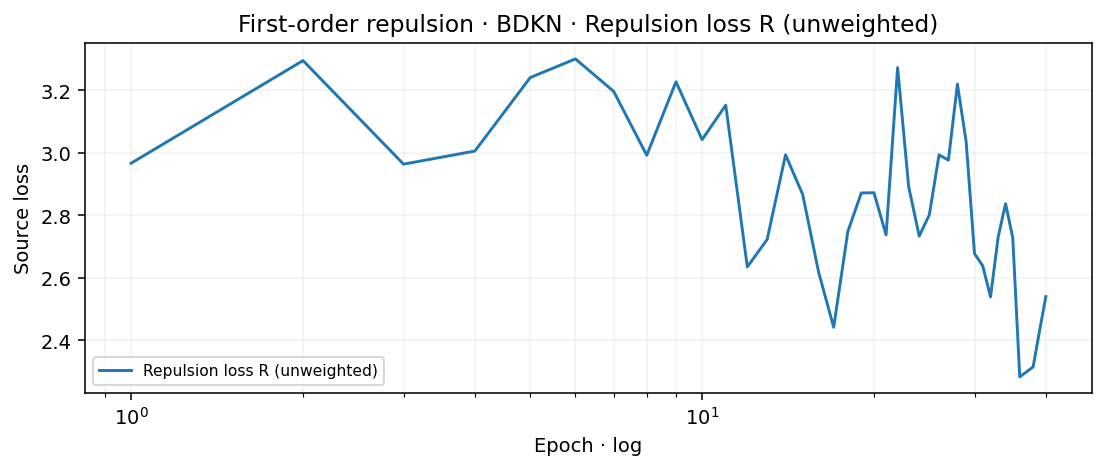 First-order repulsion · BDKN · Repulsion loss R (unweighted)
Source loss
3.2
3.0
2.8
2.6
2.4
Repulsion loss R (unweighted)
10⁰
10¹
Epoch · log